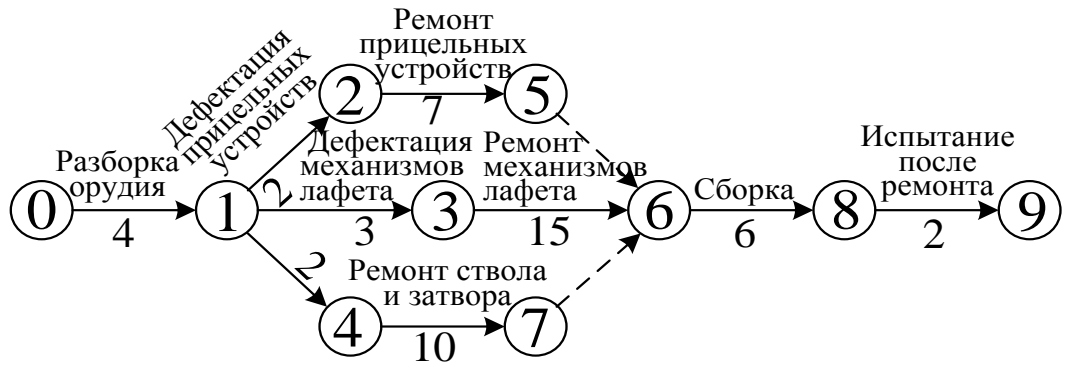 Ремонт
прицельных
устройств
Дефектация
прицельных
устройств
2
5
7
Разборка
орудия
Дефектация
механизмов
лафета
Ремонт
механизмов
лафета
Сборка
Испытание
после
ремонта
0
1
3
6
8
9
4
2
3
15
6
2
2
Ремонт ствола
и затвора
4
7
10